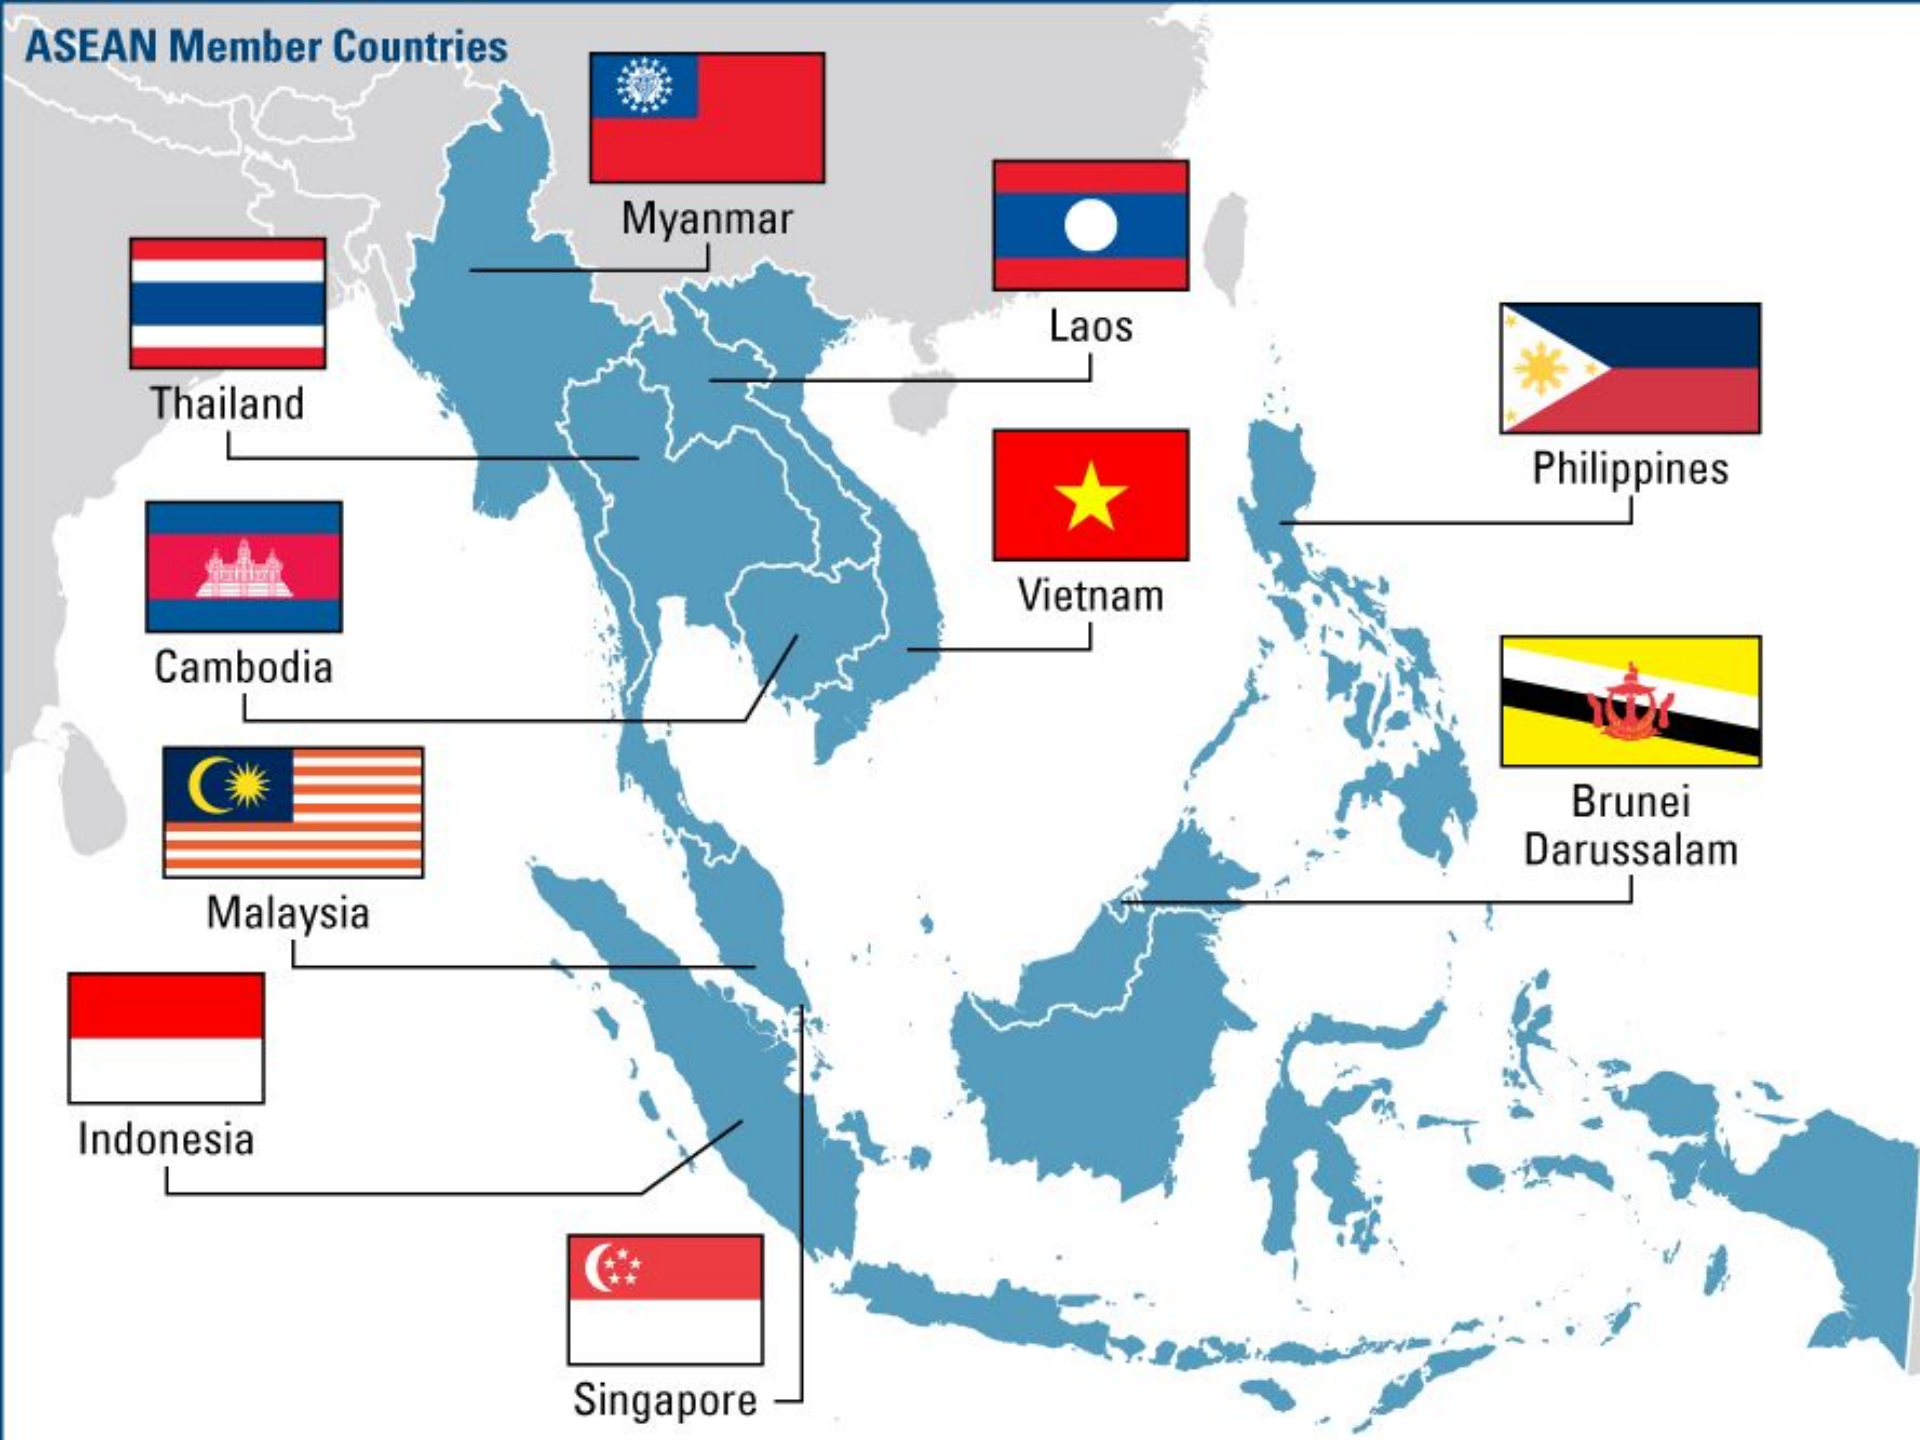 ASEAN Member Countries
Myanmar
Laos
Thailand
Philippines
Vietnam
Cambodia
Brunei
Darussalam
Malaysia
Indonesia
Singapore